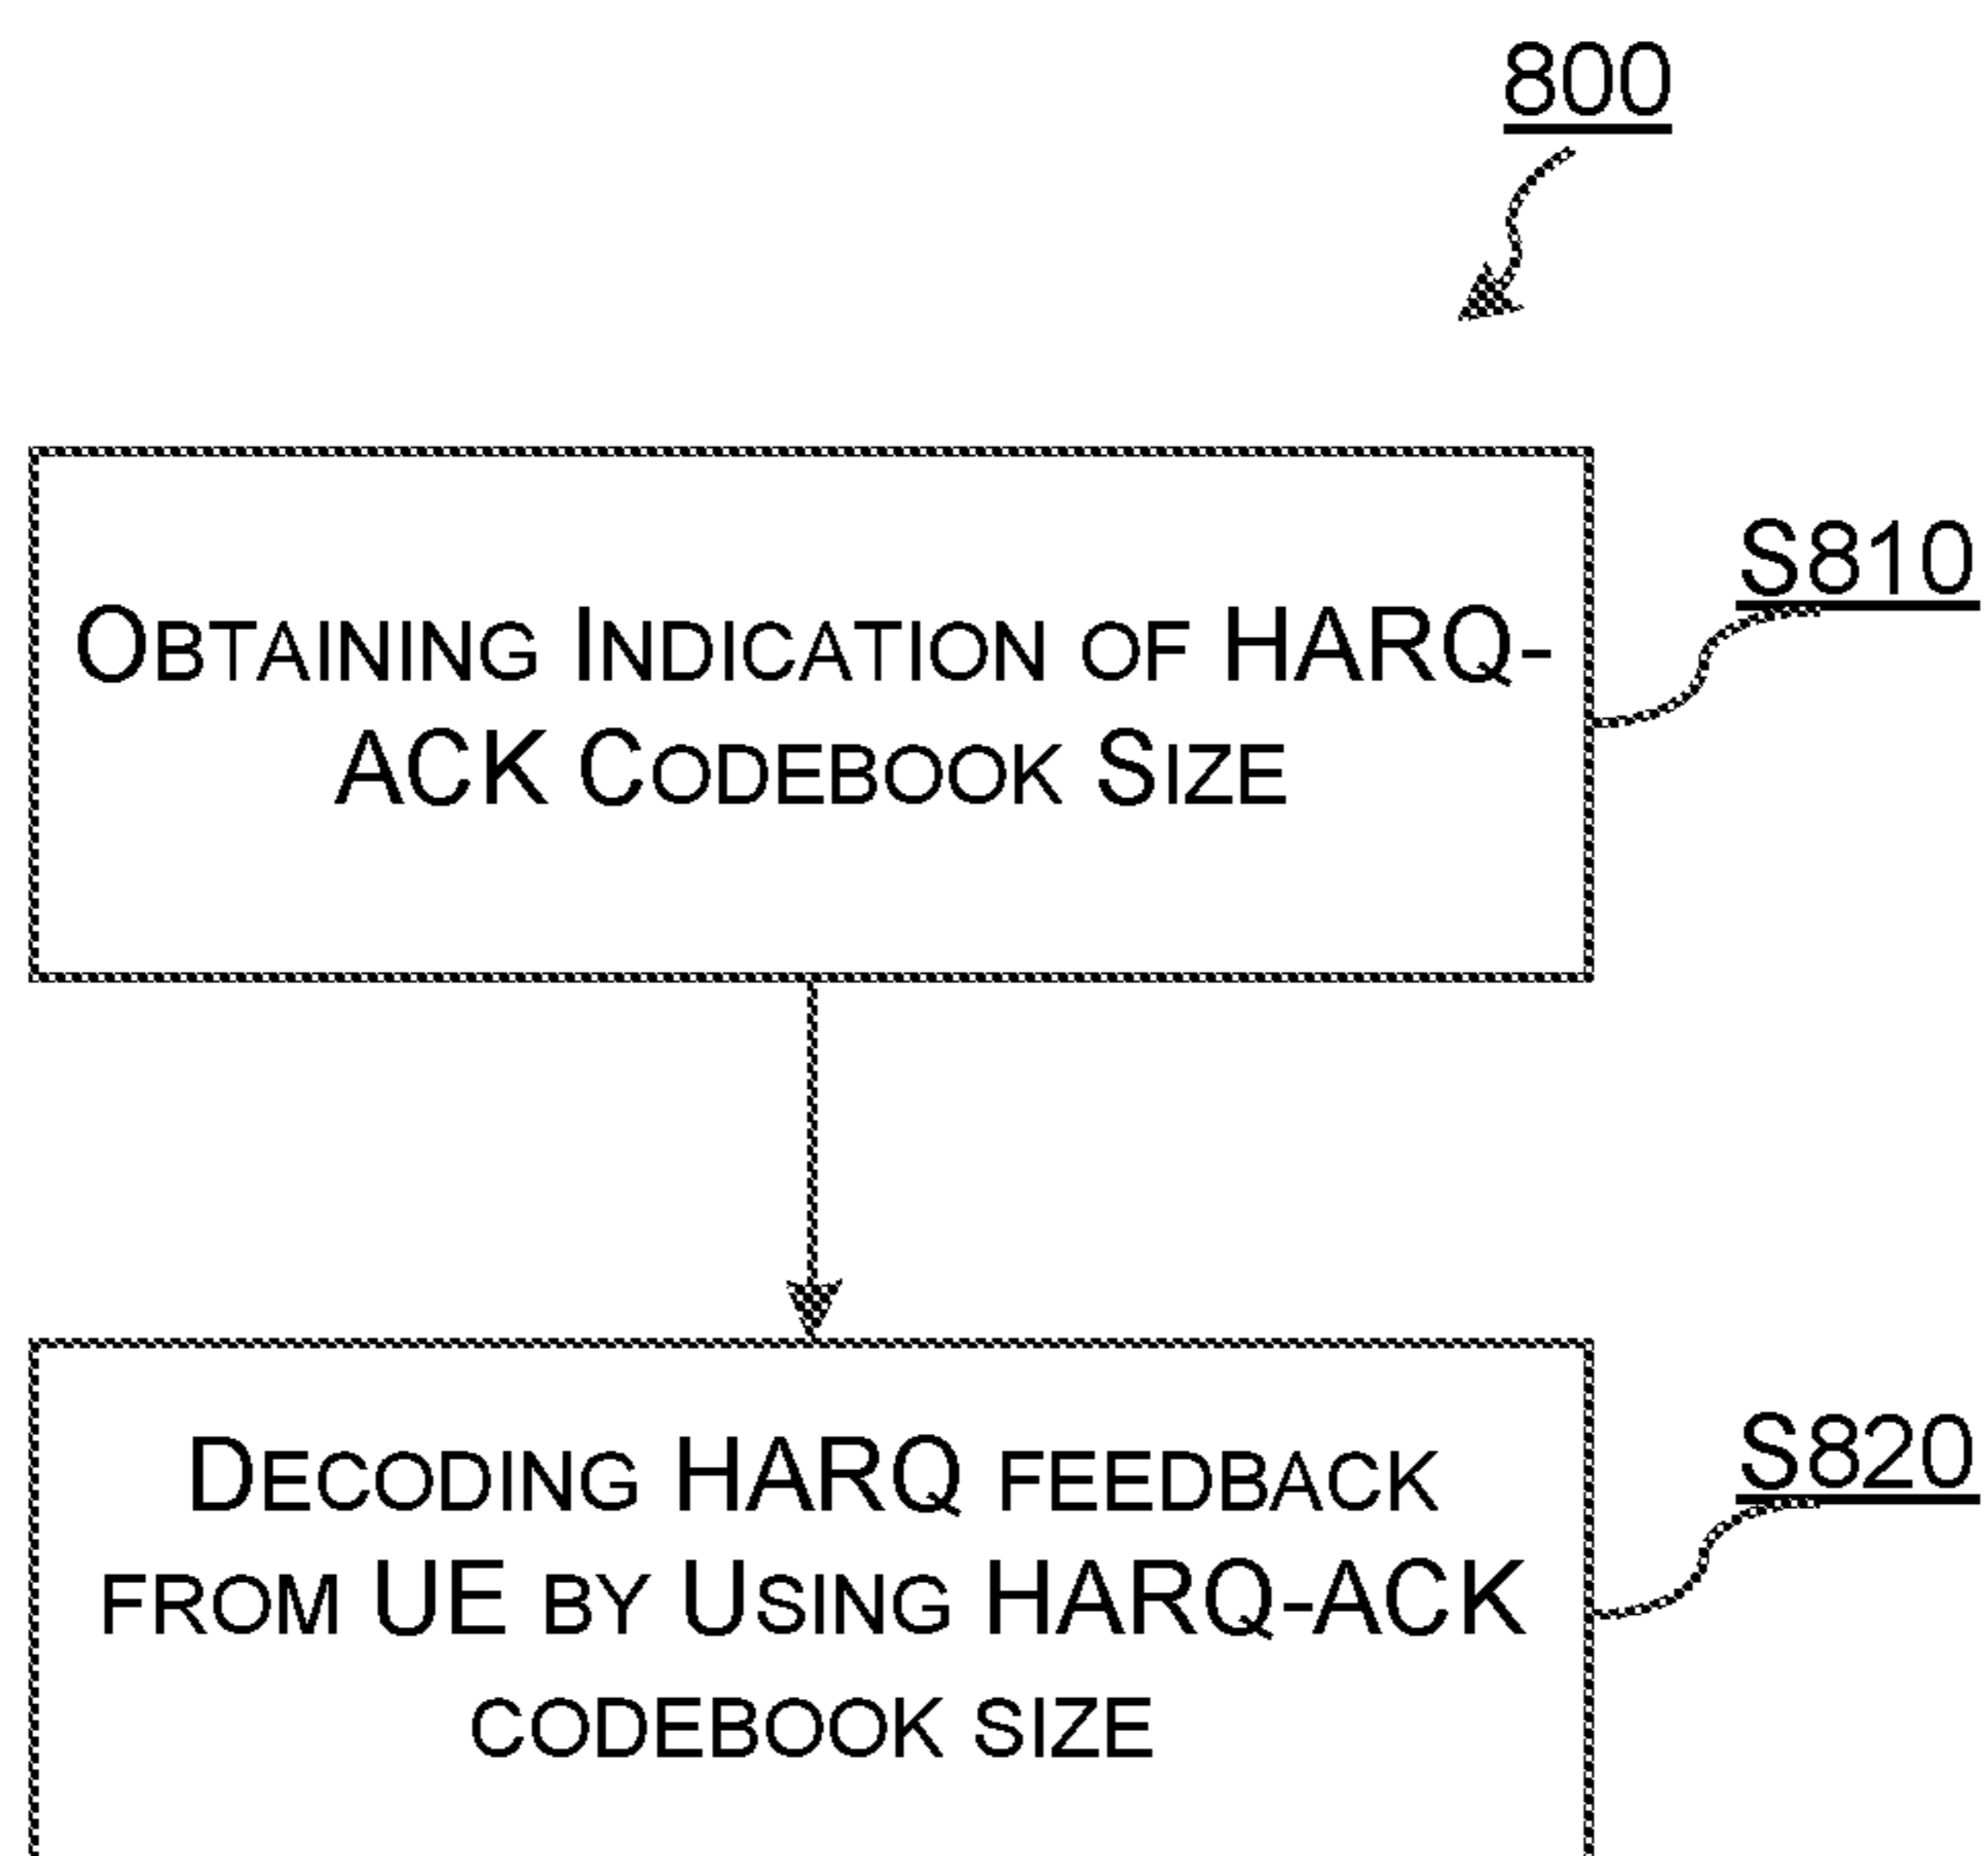 800
Obtaining Indication of HARQ-
S810
ACK Codebook Size
Decoding HARQ feedback
S820
from UE by Using HARQ-ACK
codebook size